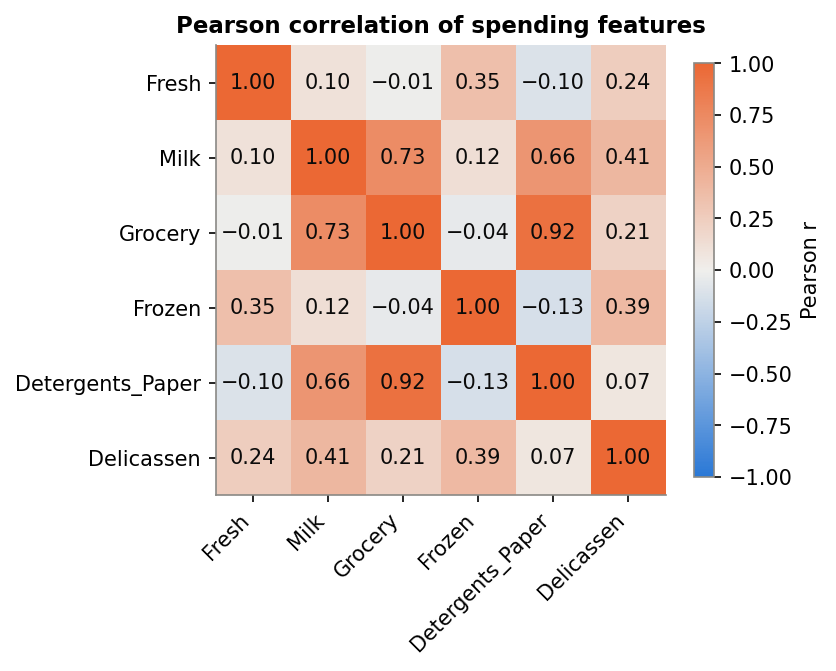 Pearson correlation of spending features
Fresh 1.00 0.10 −0.01 0.35 −0.10 0.24
Milk 0.10 1.00 0.73 0.12 0.66 0.41
Grocery −0.01 0.73 1.00 −0.04 0.92 0.21
Frozen 0.35 0.12 −0.04 1.00 −0.13 0.39
Detergents_Paper −0.10 0.66 0.92 −0.13 1.00 0.07
Delicassen 0.24 0.41 0.21 0.39 0.07 1.00
Fresh Milk Grocery Frozen Detergents_Paper Delicassen
1.00
0.75
0.50
0.25
0.00
−0.25
−0.50
−0.75
−1.00
Pearson r